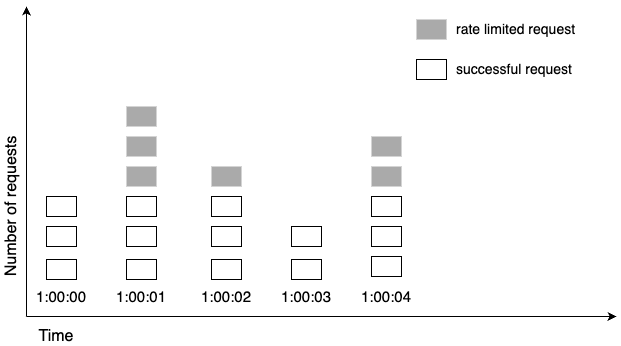 rate limited request
successful request
Number of requests
1:00:00 1:00:01 1:00:02 1:00:03 1:00:04
Time